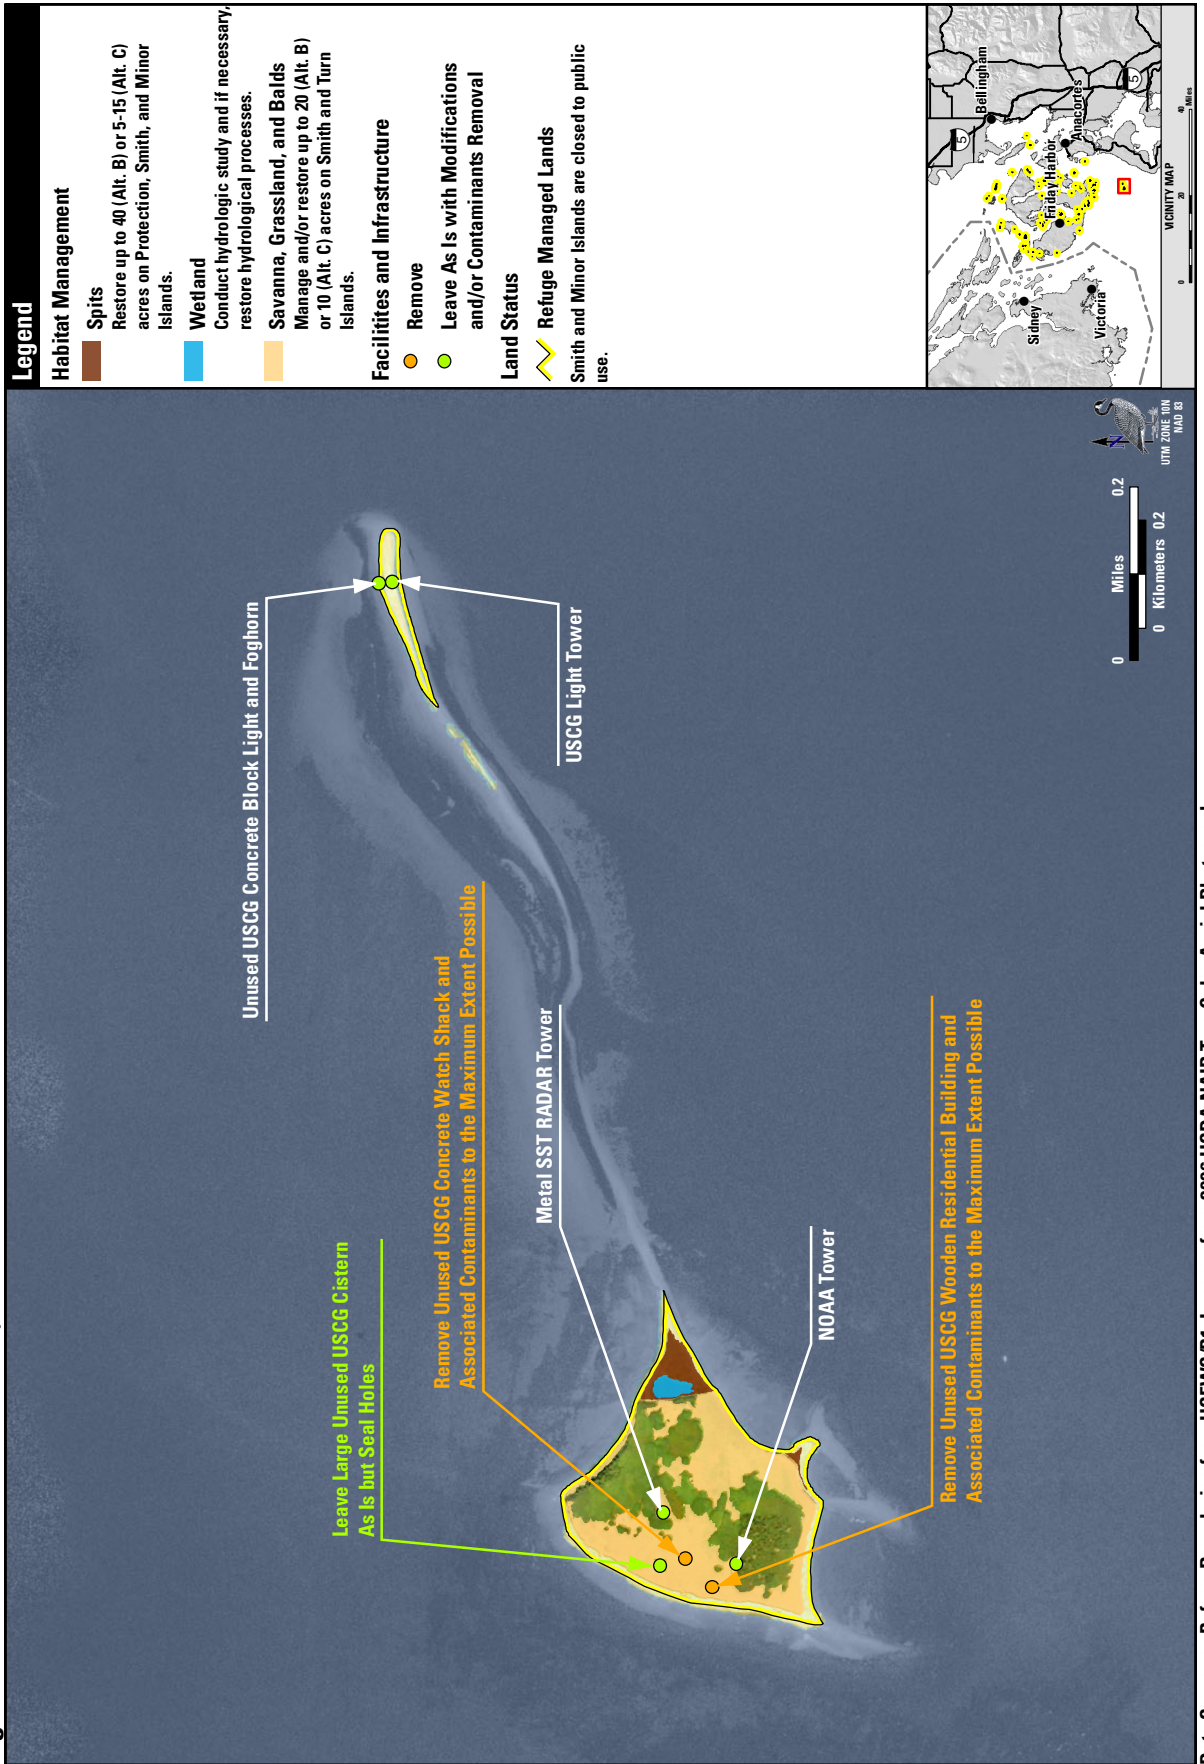 Legend
Habitat Management
Spits
Restore up to 40 (Alt. B) or 5-15 (Alt. C)
acres on Protection, Smith, and Minor
Islands.
Wetland
Conduct hydrologic study and if necessary,
restore hydrological processes.
Savanna, Grassland, and Balds
Manage and/or restore up to 20 (Alt. B)
or 10 (Alt. C) acres on Smith and Turn
Islands.
Facilitites and Infrastructure
Remove
Leave As Is with Modifications
and/or Contaminants Removal
Land Status
Refuge Managed Lands
Smith and Minor Islands are closed to public
use.
Unused USCG Concrete Block Light and Foghorn
USCG Light Tower
Leave Large Unused USCG Cistern
As Is but Seal Holes
Remove Unused USCG Concrete Watch Shack and
Associated Contaminants to the Maximum Extent Possible
Metal SST RADAR Tower
NOAA Tower
Remove Unused USCG Wooden Residential Building and
Associated Contaminants to the Maximum Extent Possible
0 Miles 0.2
0 Kilometers 0.2
N
UTM ZONE 10N
NAD 83
Bellingham
5
Anacortes
5
Friday Harbor
Sidney
Victoria
0 20 40
Miles
VICINITY MAP